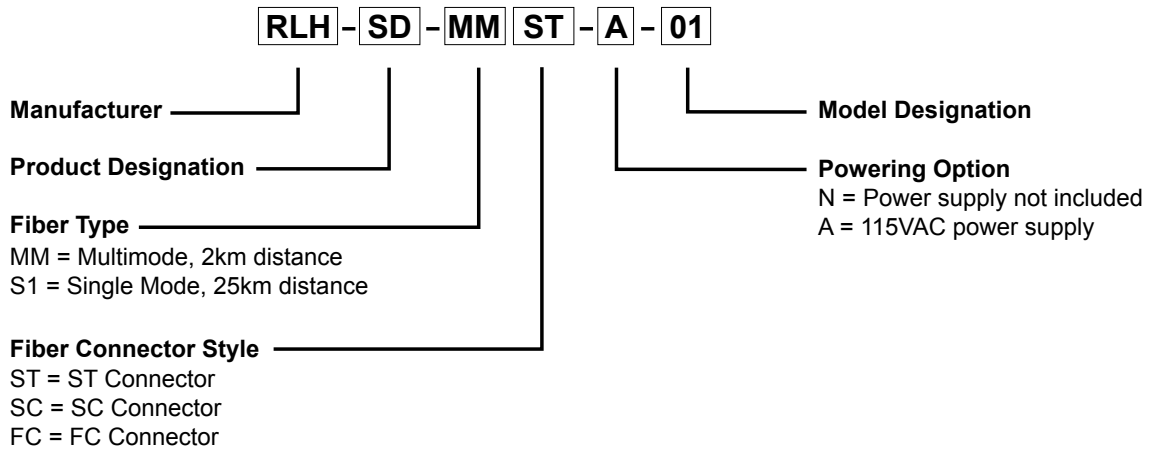 RLH - SD - MM ST - A - 01
Manufacturer
Product Designation
Fiber Type
MM = Multimode, 2km distance
S1 = Single Mode, 25km distance
Fiber Connector Style
ST = ST Connector
SC = SC Connector
FC = FC Connector
Model Designation
Powering Option
N = Power supply not included
A = 115VAC power supply